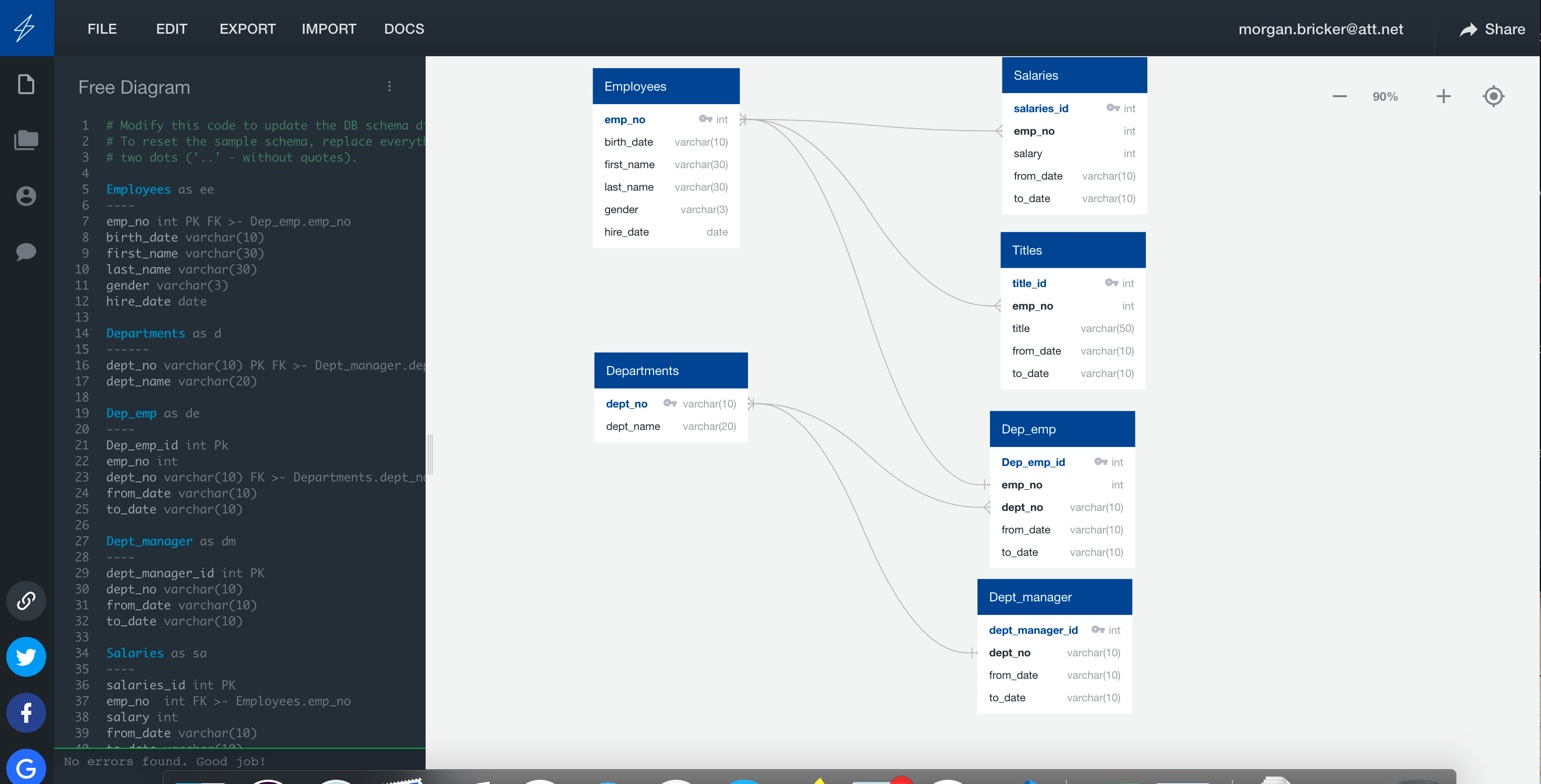 FILE EDIT EXPORT IMPORT DOCS
morgan.bricker@att.net
Share
Free Diagram
1 # Modify this code to update the DB schema d
2 # To reset the sample schema, replace everyt
3 # two dots ('..' - without quotes).
4
5 Employees as ee
6 ----
7 emp_no int PK FK >- Dep_emp.emp_no
8 birth_date varchar(10)
9 first_name varchar(30)
10 last_name varchar(30)
11 gender varchar(3)
12 hire_date date
13
14 Departments as d
15 ------
16 dept_no varchar(10) PK FK >- Dept_manager.dep
17 dept_name varchar(20)
18
19 Dep_emp as de
20 ----
21 Dep_emp_id int Pk
22 emp_no int
23 dept_no varchar(10) FK >- Departments.dept_no
24 from_date varchar(10)
25 to_date varchar(10)
26
27 Dept_manager as dm
28 ----
29 dept_manager_id int PK
30 dept_no varchar(10)
31 from_date varchar(10)
32 to_date varchar(10)
33
34 Salaries as sa
35 ----
36 salaries_id int PK
37 emp_no  int FK >- Employees.emp_no
38 salary int
39 from_date varchar(10)
40 to_date varchar(10)
No errors found. Good job!
Employees
emp_no int
birth_date varchar(10)
first_name varchar(30)
last_name varchar(30)
gender varchar(3)
hire_date date
Departments
dept_no varchar(10)
dept_name varchar(20)
Salaries
salaries_id int
emp_no int
salary int
from_date varchar(10)
to_date varchar(10)
Titles
title_id int
emp_no int
title varchar(50)
from_date varchar(10)
to_date varchar(10)
Dep_emp
Dep_emp_id int
emp_no int
dept_no varchar(10)
from_date varchar(10)
to_date varchar(10)
Dept_manager
dept_manager_id int
dept_no varchar(10)
from_date varchar(10)
to_date varchar(10)
90%